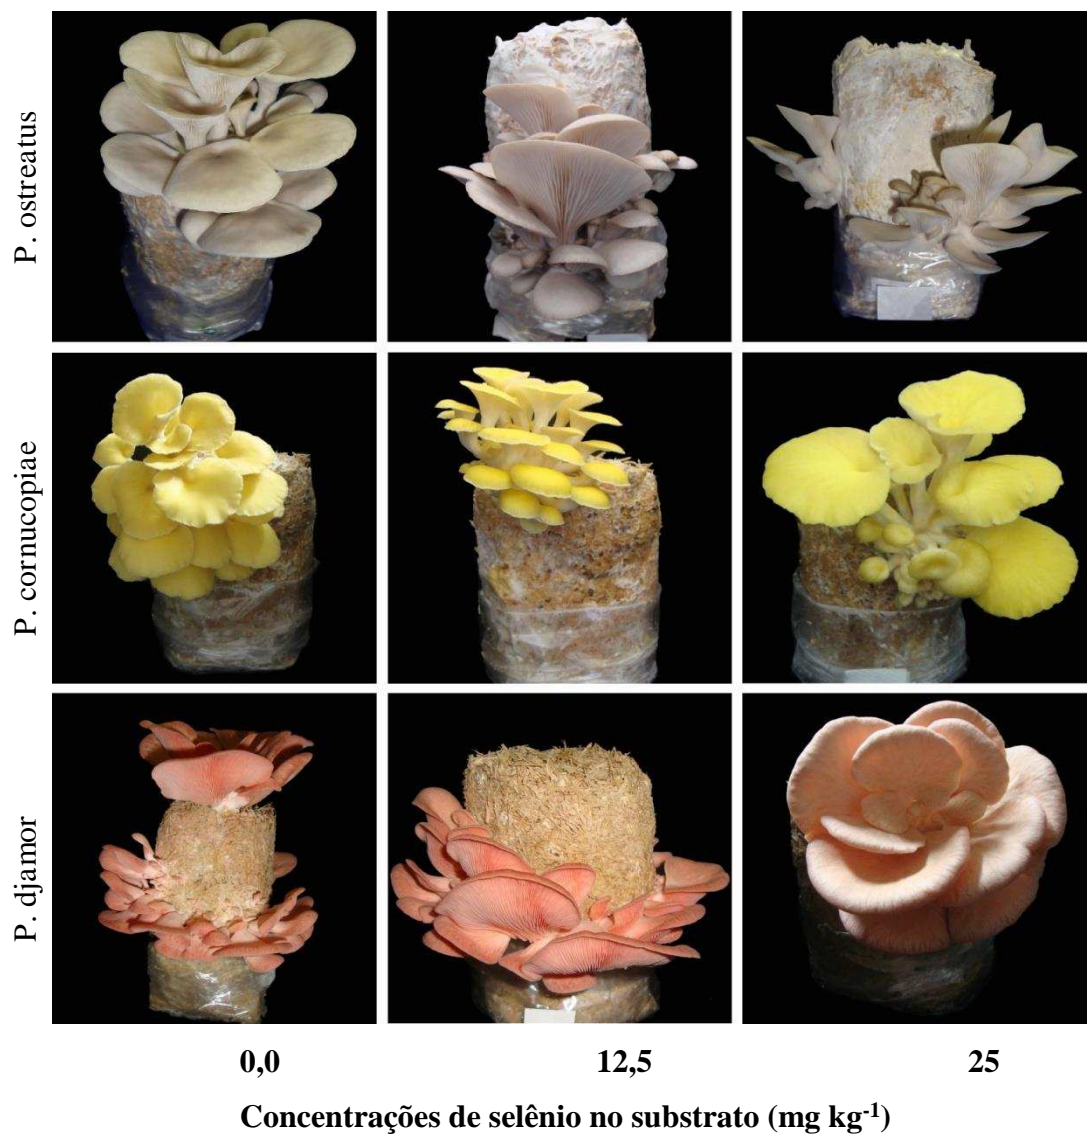 P. ostreatus
P. cornucopiae
P. djamor
0,0 12,5 25
Concentrações de selênio no substrato (mg kg-1)